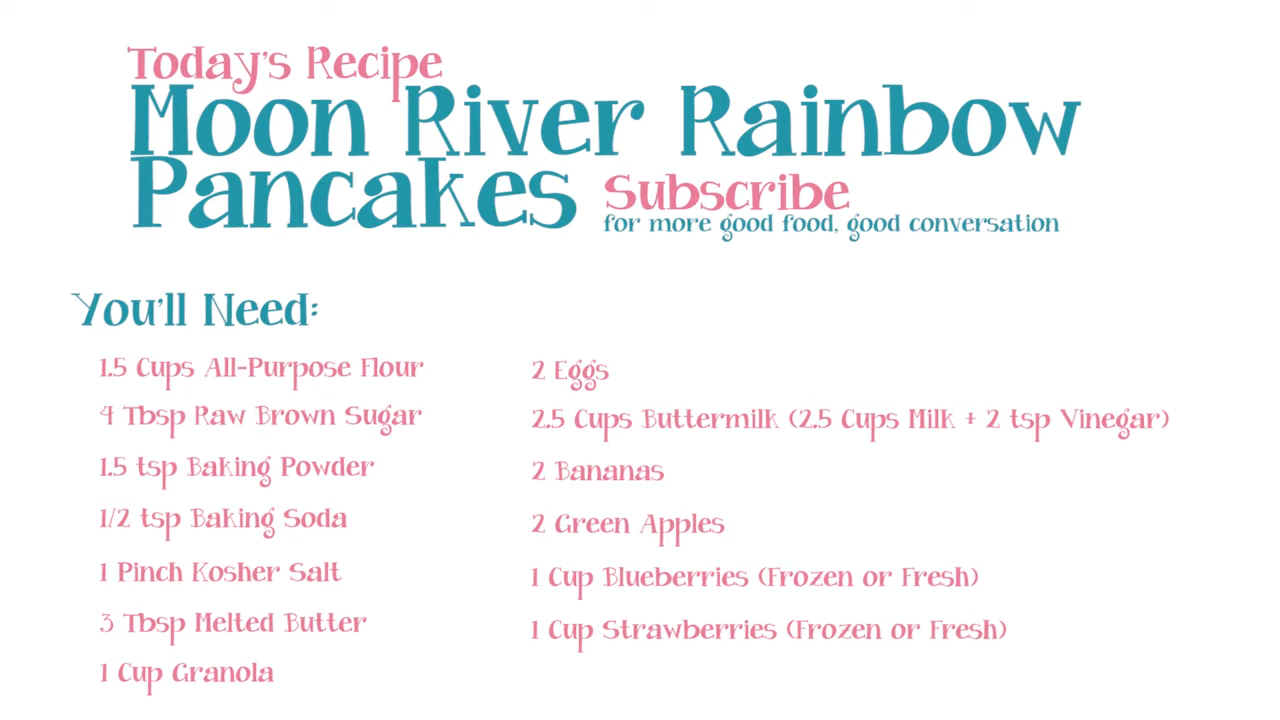 Today's Recipe
Moon River Rainbow
Pancakes
Subscribe
for more good food, good conversation
You'll Need:
1.5 Cups All-Purpose Flour
4 Tbsp Raw Brown Sugar
1.5 tsp Baking Powder
1/2 tsp Baking Soda
1 Pinch Kosher Salt
3 Tbsp Melted Butter
1 Cup Granola
2 Eggs
2.5 Cups Buttermilk (2.5 Cups Milk + 2 tsp Vinegar)
2 Bananas
2 Green Apples
1 Cup Blueberries (Frozen or Fresh)
1 Cup Strawberries (Frozen or Fresh)